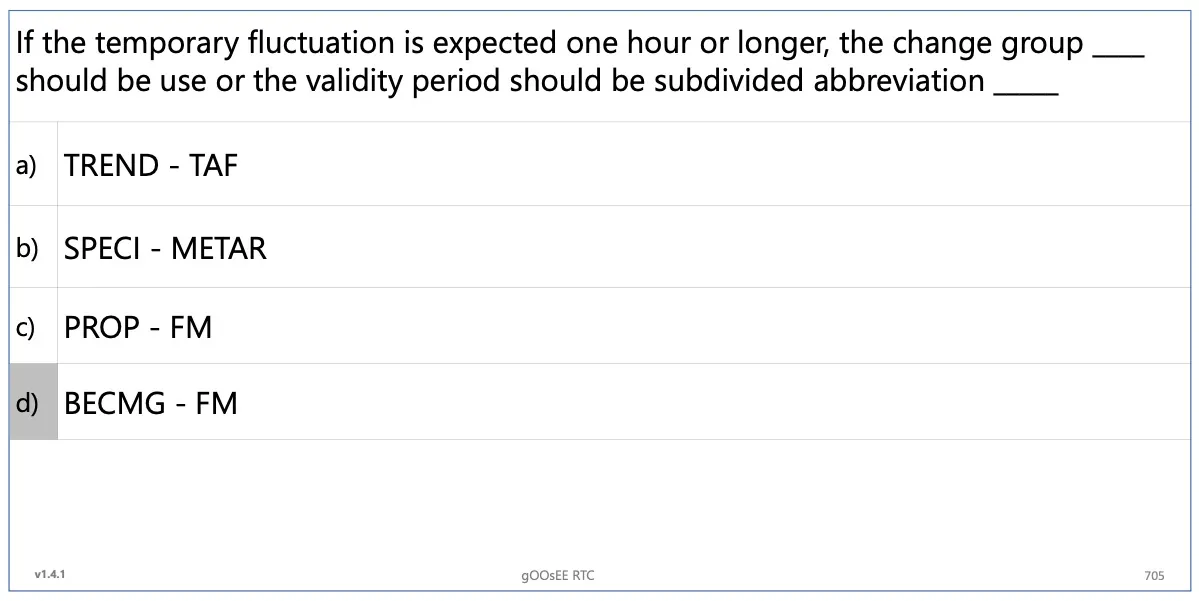 If the temporary fluctuation is expected one hour or longer, the change group ____
should be use or the validity period should be subdivided abbreviation _____
a) TREND - TAF
b) SPECI - METAR
c) PROP - FM
d) BECMG - FM
v1.4.1 gOOsEE RTC 705